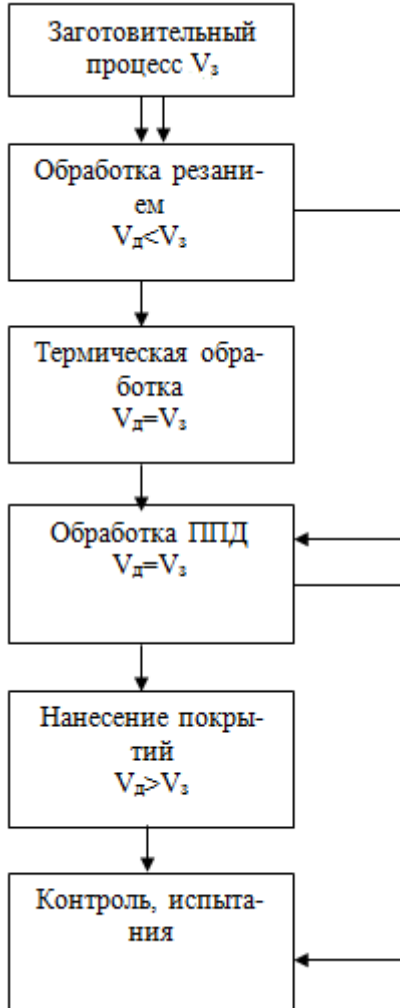 Заготовительный
процесс Vз
Обработка резани-
ем
Vд<Vз
Термическая обра-
ботка
Vд=Vз
Обработка ППД
Vд=Vз
Нанесение покры-
тий
Vд>Vз
Контроль, испыта-
ния